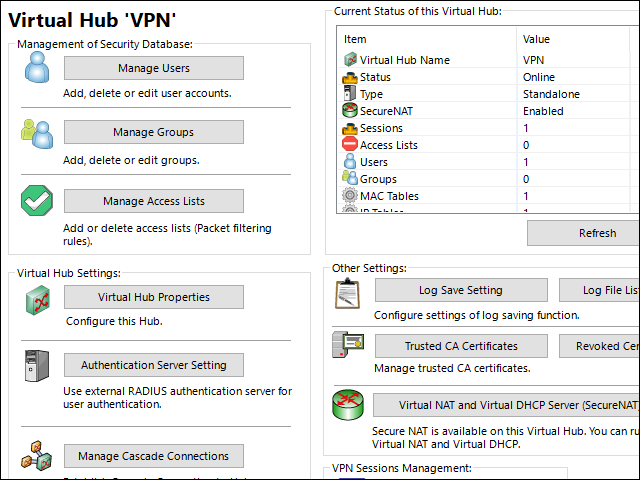 Virtual Hub 'VPN'
Management of Security Database:
Manage Users
Add, delete or edit user accounts.
Manage Groups
Add, delete or edit groups.
Manage Access Lists
Add or delete access lists (Packet filtering
rules).
Virtual Hub Settings:
Virtual Hub Properties
Configure this Hub.
Authentication Server Setting
Use external RADIUS authentication server for
user authentication.
Manage Cascade Connections
Current Status of this Virtual Hub:
Item Value
Virtual Hub Name VPN
Status Online
Type Standalone
SecureNAT Enabled
Sessions 1
Access Lists 0
Users 1
Groups 0
MAC Tables 1
IP Tables 1
Refresh
Other Settings:
Log Save Setting
Log File Lis
Configure settings of log saving function.
Trusted CA Certificates
Revoked Cer
Manage trusted CA certificates.
Virtual NAT and Virtual DHCP Server (SecureNAT)
Secure NAT is available on this Virtual Hub. You can ru
Virtual NAT and Virtual DHCP.
VPN Sessions Management: